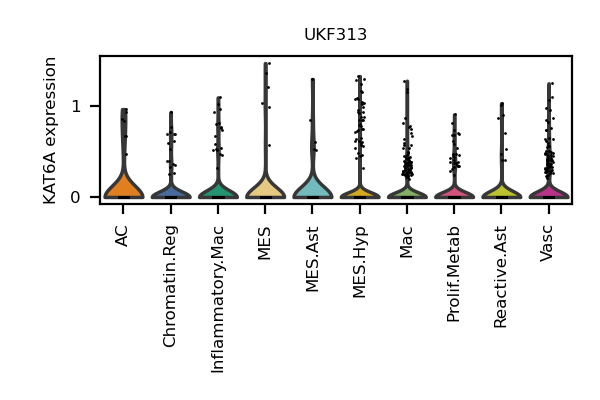 UKF313
KAT6A expression
1
0
AC
Chromatin.Reg
Inflammatory.Mac
MES
MES.Ast
MES.Hyp
Mac
Prolif.Metab
Reactive.Ast
Vasc